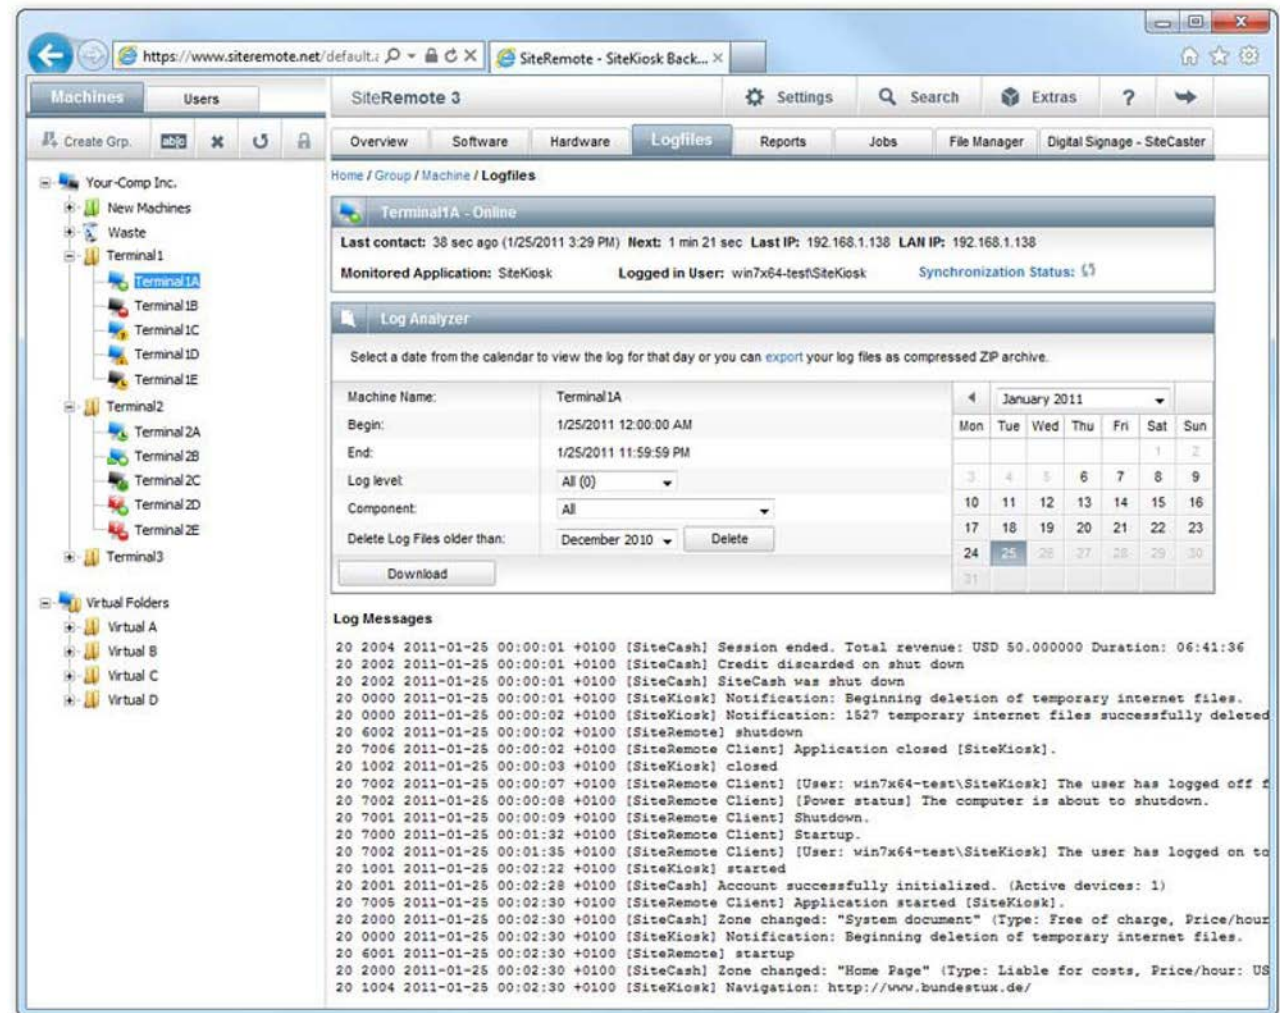 https://www.siteremote.net/default.a
SiteRemote - SiteKiosk Back...
Machines
Users
SiteRemote 3
Settings
Search
Extras
?
Create Grp.
Overview
Software
Hardware
Logfiles
Reports
Jobs
File Manager
Digital Signage - SiteCaster
Your-Comp Inc.
New Machines
Waste
Terminal1
Terminal1A
Terminal1B
Terminal1C
Terminal1D
Terminal1E
Terminal2
Terminal2A
Terminal2B
Terminal2C
Terminal2D
Terminal2E
Terminal3
Virtual Folders
Virtual A
Virtual B
Virtual C
Virtual D
Home / Group / Machine / Logfiles
Terminal1A - Online
Last contact: 38 sec ago (1/25/2011 3:29 PM) Next: 1 min 21 sec Last IP: 192.168.1.138 LAN IP: 192.168.1.138
Monitored Application: SiteKiosk Logged in User: win7x64-test\SiteKiosk Synchronization Status:
Log Analyzer
Select a date from the calendar to view the log for that day or you can export your log files as compressed ZIP archive.
Machine Name: Terminal1A
Begin: 1/25/2011 12:00:00 AM
End: 1/25/2011 11:59:59 PM
Log level: All (0)
Component: All
Delete Log Files older than: December 2010 Delete
Download
January 2011
Mon Tue Wed Thu Fri Sat Sun
1 2
3 4 5 6 7 8 9
10 11 12 13 14 15 16
17 18 19 20 21 22 23
24 25 26 27 28 29 30
31
Log Messages
20 2004 2011-01-25 00:00:01 +0100 [SiteCash] Session ended. Total revenue: USD 50.000000 Duration: 06:41:36
20 2002 2011-01-25 00:00:01 +0100 [SiteCash] Credit discarded on shut down
20 2002 2011-01-25 00:00:01 +0100 [SiteCash] SiteCash was shut down
20 0000 2011-01-25 00:00:01 +0100 [SiteKiosk] Notification: Beginning deletion of temporary internet files.
20 0000 2011-01-25 00:00:02 +0100 [SiteKiosk] Notification: 1527 temporary internet files successfully deleted
20 6002 2011-01-25 00:00:02 +0100 [SiteRemote] shutdown
20 7006 2011-01-25 00:00:02 +0100 [SiteRemote Client] Application closed [SiteKiosk].
20 1002 2011-01-25 00:00:03 +0100 [SiteKiosk] closed
20 7002 2011-01-25 00:00:07 +0100 [SiteRemote Client] [User: win7x64-test\SiteKiosk] The user has logged off f
20 7002 2011-01-25 00:00:08 +0100 [SiteRemote Client] [Power status] The computer is about to shutdown.
20 7001 2011-01-25 00:00:09 +0100 [SiteRemote Client] Shutdown.
20 7000 2011-01-25 00:01:32 +0100 [SiteRemote Client] Startup.
20 7002 2011-01-25 00:01:35 +0100 [SiteRemote Client] [User: win7x64-test\SiteKiosk] The user has logged on to
20 1001 2011-01-25 00:02:22 +0100 [SiteKiosk] started
20 2001 2011-01-25 00:02:28 +0100 [SiteCash] Account successfully initialized. (Active devices: 1)
20 7005 2011-01-25 00:02:30 +0100 [SiteRemote Client] Application started [SiteKiosk].
20 2000 2011-01-25 00:02:30 +0100 [SiteCash] Zone changed: "System document" (Type: Free of charge, Price/hour
20 0000 2011-01-25 00:02:30 +0100 [SiteKiosk] Notification: Beginning deletion of temporary internet files.
20 6001 2011-01-25 00:02:30 +0100 [SiteRemote] startup
20 2000 2011-01-25 00:02:30 +0100 [SiteCash] Zone changed: "Home Page" (Type: Liable for costs, Price/hour: US
20 1004 2011-01-25 00:02:30 +0100 [SiteKiosk] Navigation: http://www.bundestux.de/